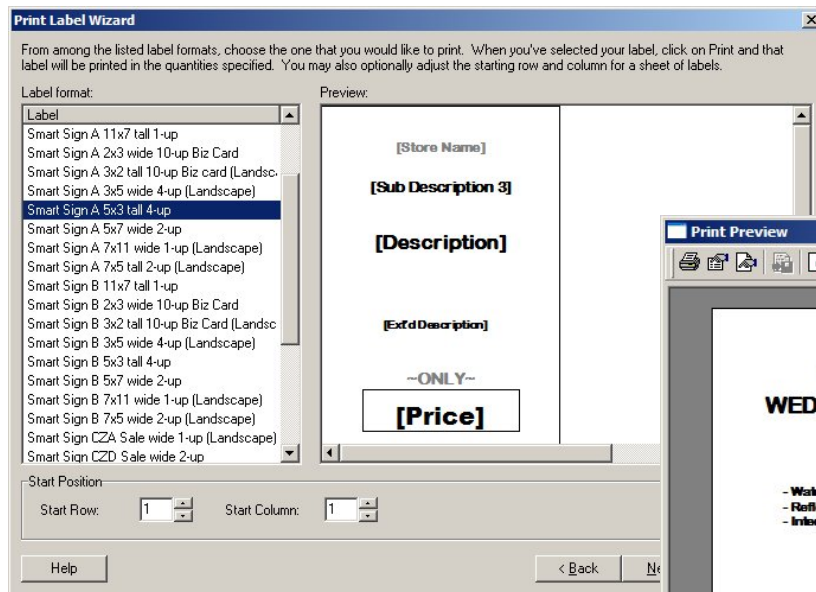 Print Label Wizard
From among the listed label formats, choose the one that you would like to print. When you've selected your label, click on Print and that
label will be printed in the quantities specified. You may also optionally adjust the starting row and column for a sheet of labels.
Label format:
Label
Smart Sign A 11x7 tall 1-up
Smart Sign A 2x3 wide 10-up Biz Card
Smart Sign A 3x2 tall 10-up Biz card (Landsc
Smart Sign A 3x5 wide 4-up (Landscape)
Smart Sign A 5x3 tall 4-up
Smart Sign A 5x7 wide 2-up
Smart Sign A 7x11 wide 1-up (Landscape)
Smart Sign A 7x5 tall 2-up (Landscape)
Smart Sign B 11x7 tall 1-up
Smart Sign B 2x3 wide 10-up Biz Card
Smart Sign B 3x2 tall 10-up Biz Card (Landsc
Smart Sign B 3x5 wide 4-up (Landscape)
Smart Sign B 5x3 tall 4-up
Smart Sign B 5x7 wide 2-up
Smart Sign B 7x11 wide 1-up (Landscape)
Smart Sign B 7x5 wide 2-up (Landscape)
Smart Sign CZA Sale wide 1-up (Landscape)
Smart Sign CZD Sale wide 2-up
Preview:
[Store Name]
[Sub Description 3]
[Description]
[Ext'd Description]
~ONLY~
[Price]
Print Preview
WED
- Wat
- Refl
- Inte
Start Position
Start Row: 1 Start Column: 1
Help < Back Ne